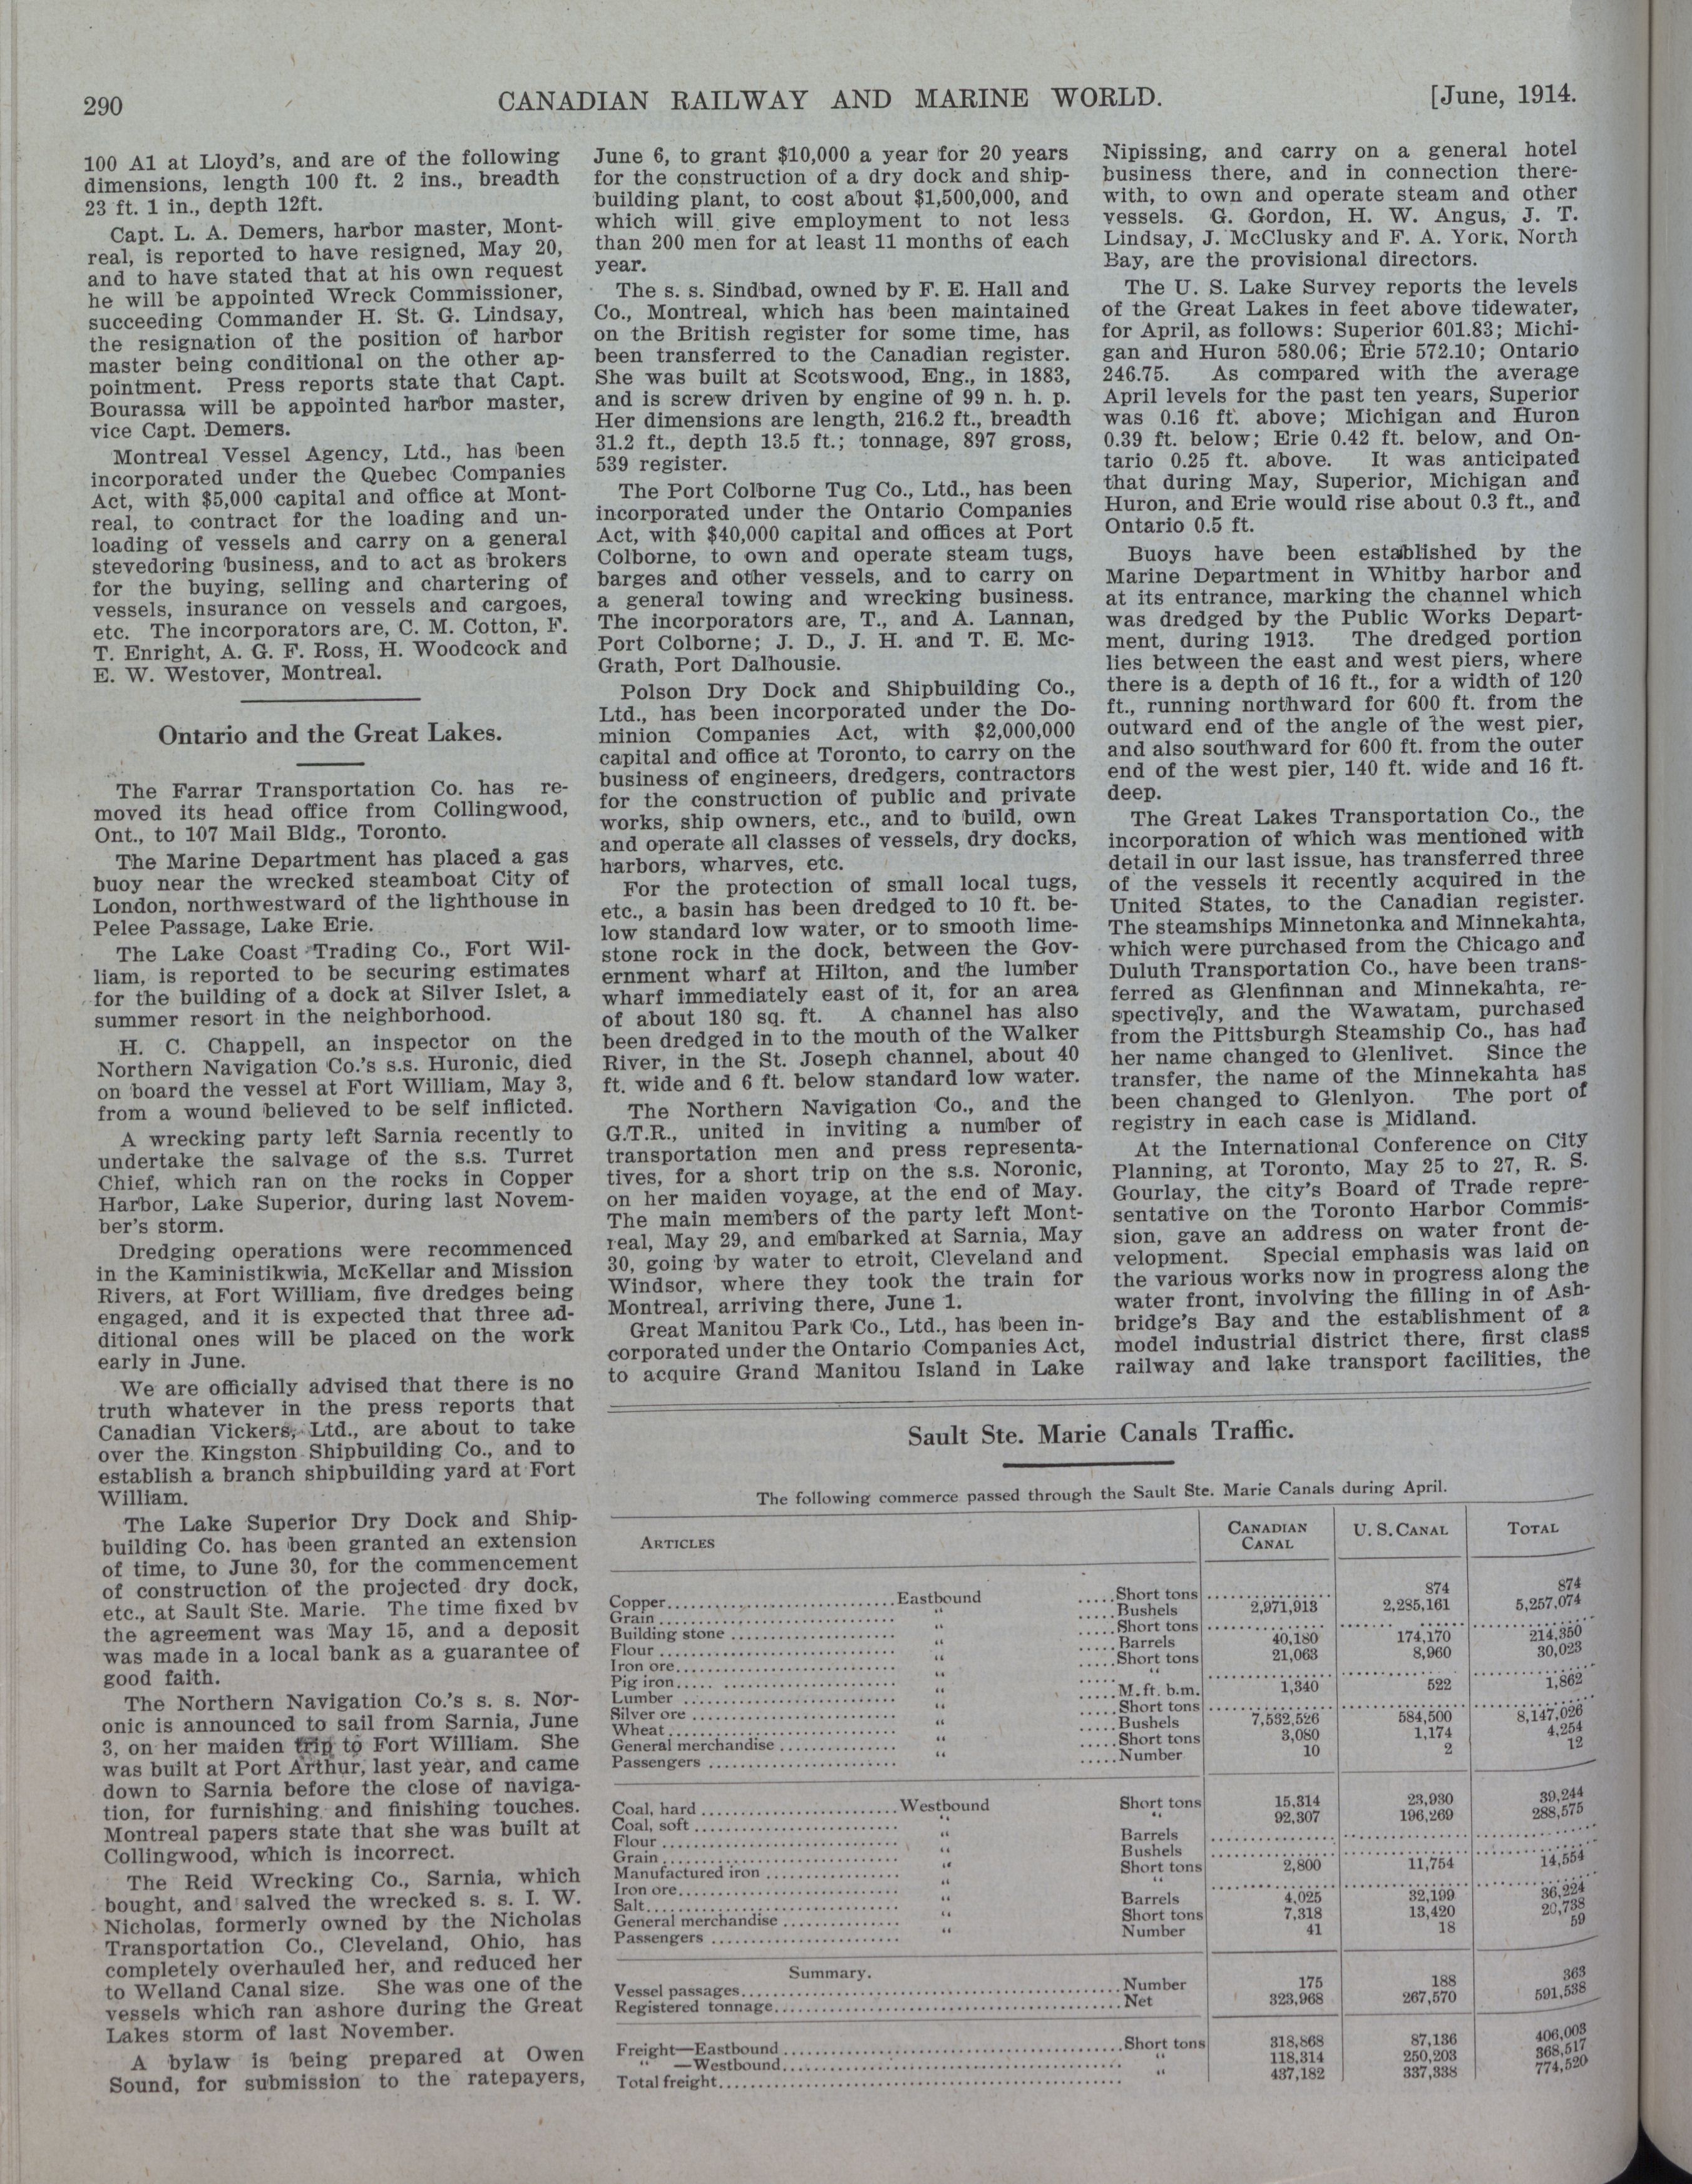 290
CANADIAN RAILWAY AND MARINE WORLD.
[June, 1914.
100 A1 at Lloyd's, and are of the following
dimensions, length 100 ft. 2 ins., breadth
23 ft. 1 in., depth 12ft.
Capt. L. A. Demers, harbor master, Mont-
real, is reported to have resigned, May 20,
and to have stated that at his own request
he will be appointed Wreck Commissioner,
succeeding Commander H. St. G. Lindsay,
the resignation of the position of harbor
master being conditional on the other ap-
pointment. Press reports state that Capt.
Bourassa will be appointed harbor master,
vice Capt. Demers.
Montreal Vessel Agency, Ltd., has been
incorporated under the Quebec Companies
Act, with $5,000 capital and office at Mont-
real, to contract for the loading and un-
loading of vessels and carry on a general
stevedoring business, and to act as brokers
for the buying, selling and chartering of
vessels, insurance on vessels and cargoes,
etc. The incorporators are, C. M. Cotton, F.
T. Enright, A. G. F. Ross, H. Woodcock and
E. W. Westover, Montreal.
Ontario and the Great Lakes.
The Farrar Transportation Co. has re-
moved its head office from Collingwood,
Ont., to 107 Mail Bldg., Toronto.
The Marine Department has placed a gas
buoy near the wrecked steamboat City of
London, northwestward of the lighthouse in
Pelee Passage, Lake Erie.
The Lake Coast Trading Co., Fort Wil-
liam, is reported to be securing estimates
for the building of a dock at Silver Islet, a
summer resort in the neighborhood.
H. C. Chappell, an inspector on the
Northern Navigation Co.'s s.s. Huronic, died
on board the vessel at Fort William, May 3,
from a wound believed to be self inflicted.
A wrecking party left Sarnia recently to
undertake the salvage of the s.s. Turret
Chief, which ran on the rocks in Copper
Harbor, Lake Superior, during last Novem-
ber's storm.
Dredging operations were recommenced
in the Kaministikwia, McKellar and Mission
Rivers, at Fort William, five dredges being
engaged, and it is expected that three ad-
ditional ones will be placed on the work
early in June.
We are officially advised that there is no
truth whatever in the press reports that
Canadian Vickers, Ltd., are about to take
over the Kingston Shipbuilding Co., and to
establish a branch shipbuilding yard at Fort
William.
The Lake Superior Dry Dock and Ship-
building Co. has been granted an extension
of time, to June 30, for the commencement
of construction of the projected dry dock,
etc., at Sault Ste. Marie. The time fixed by
the agreement was May 15, and a deposit
was made in a local bank as a guarantee of
good faith.
The Northern Navigation Co.'s s. s. Nor-
onic is announced to sail from Sarnia, June
3, on her maiden trip to Fort William. She
was built at Port Arthur, last year, and came
down to Sarnia before the close of naviga-
tion, for furnishing and finishing touches.
Montreal papers state that she was built at
Collingwood, which is incorrect.
The Reid Wrecking Co., Sarnia, which
bought, and salved the wrecked s. s. I. W.
Nicholas, formerly owned by the Nicholas
Transportation Co., Cleveland, Ohio, has
completely overhauled her, and reduced her
to Welland Canal size. She was one of the
vessels which ran ashore during the Great
Lakes storm of last November.
A bylaw is being prepared at Owen
Sound, for submission to the ratepayers,
June 6, to grant $10,000 a year for 20 years
for the construction of a dry dock and ship-
building plant, to cost about $1,500,000, and
which will give employment to not less
than 200 men for at least 11 months of each
year.
The s. s. Sindbad, owned by F. E. Hall and
Co., Montreal, which has been maintained
on the British register for some time, has
been transferred to the Canadian register.
She was built at Scotswood, Eng., in 1883,
and is screw driven by engine of 99 n. h. p.
Her dimensions are length, 216.2 ft., breadth
31.2 ft., depth 13.5 ft.; tonnage, 897 gross,
539 register.
The Port Colborne Tug Co., Ltd., has been
incorporated under the Ontario Companies
Act, with $40,000 capital and offices at Port
Colborne, to own and operate steam tugs,
barges and other vessels, and to carry on
a general towing and wrecking business.
The incorporators are, T., and A. Lannan,
Port Colborne; J. D., J. H. and T. E. Mc-
Grath, Port Dalhousie.
Polson Dry Dock and Shipbuilding Co.,
Ltd., has been incorporated under the Do-
minion Companies Act, with $2,000,000
capital and office at Toronto, to carry on the
business of engineers, dredgers, contractors
for the construction of public and private
works, ship owners, etc., and to build, own
and operate all classes of vessels, dry docks,
harbors, wharves, etc.
For the protection of small local tugs,
etc., a basin has been dredged to 10 ft. be-
low standard low water, or to smooth lime-
stone rock in the dock, between the Gov-
ernment wharf at Hilton, and the lumber
wharf immediately east of it, for an area
of about 180 sq. ft. A channel has also
been dredged in to the mouth of the Walker
River, in the St. Joseph channel, about 40
ft. wide and 6 ft. below standard low water.
The Northern Navigation Co., and the
G.T.R., united in inviting a number of
transportation men and press representa-
tives, for a short trip on the s.s. Noronic,
on her maiden voyage, at the end of May.
The main members of the party left Mont-
real, May 29, and embarked at Sarnia, May
30, going by water to etroit, Cleveland and
Windsor, where they took the train for
Montreal, arriving there, June 1.
Great Manitou Park Co., Ltd., has been in-
corporated under the Ontario Companies Act,
to acquire Grand Manitou Island in Lake
Nipissing, and carry on a general hotel
business there, and in connection there-
with, to own and operate steam and other
vessels. G. Gordon, H. W. Angus, J. T.
Lindsay, J. McClusky and F. A. York, North
Bay, are the provisional directors.
The U. S. Lake Survey reports the levels
of the Great Lakes in feet above tidewater,
for April, as follows: Superior 601.83; Michi-
gan and Huron 580.06; Erie 572.10; Ontario
246.75. As compared with the average
April levels for the past ten years, Superior
was 0.16 ft. above; Michigan and Huron
0.39 ft. below; Erie 0.42 ft. below, and On-
tario 0.25 ft. above. It was anticipated
that during May, Superior, Michigan and
Huron, and Erie would rise about 0.3 ft., and
Ontario 0.5 ft.
Buoys have been established by the
Marine Department in Whitby harbor and
at its entrance, marking the channel which
was dredged by the Public Works Depart-
ment, during 1913. The dredged portion
lies between the east and west piers, where
there is a depth of 16 ft., for a width of 120
ft., running northward for 600 ft. from the
outward end of the angle of the west pier,
and also southward for 600 ft. from the outer
end of the west pier, 140 ft. wide and 16 ft.
deep.
The Great Lakes Transportation Co., the
incorporation of which was mentioned with
detail in our last issue, has transferred three
of the vessels it recently acquired in the
United States, to the Canadian register.
The steamships Minnetonka and Minnekahta,
which were purchased from the Chicago and
Duluth Transportation Co., have been trans-
ferred as Glenfinnan and Minnekahta, re-
spectively, and the Wawatam, purchased
from the Pittsburgh Steamship Co., has had
her name changed to Glenlivet. Since the
transfer, the name of the Minnekahta has
been changed to Glenlyon. The port of
registry in each case is Midland.
At the International Conference on City
Planning, at Toronto, May 25 to 27, R. S.
Gourlay, the city's Board of Trade repre-
sentative on the Toronto Harbor Commis-
sion, gave an address on water front de-
velopment. Special emphasis was laid on
the various works now in progress along the
water front, involving the filling in of Ash-
bridge's Bay and the establishment of a
model industrial district there, first class
railway and lake transport facilities, the
Sault Ste. Marie Canals Traffic.
The following commerce passed through the Sault Ste. Marie Canals during April.
ARTICLES CANADIAN CANAL U. S. CANAL TOTAL
Copper Eastbound Short tons 874 874
Grain " Bushels 2,971,913 2,285,161 5,257,074
Building stone " Short tons
Flour " Barrels 40,180 174,170 214,350
Iron ore " Short tons 21,063 8,960 30,023
Pig iron " "
Lumber " M. ft. b.m. 1,340 522 1,862
Silver ore " Short tons
Wheat " Bushels 7,532,526 584,500 8,147,026
General merchandise " Short tons 3,080 1,174 4,254
Passengers " Number 10 2 12
Coal, hard Westbound Short tons 15,314 23,930 39,244
Coal, soft " " 92,307 196,269 288,575
Flour " Barrels
Grain " Bushels
Manufactured iron " Short tons 2,800 11,754 14,554
Iron ore " "
Salt " Barrels 4,025 32,199 36,224
General merchandise " Short tons 7,318 13,420 20,738
Passengers " Number 41 18 59
Summary.
Vessel passages Number 175 188 363
Registered tonnage Net 323,968 267,570 591,538
Freight—Eastbound Short tons 318,868 87,136 406,003
" —Westbound " 118,314 250,203 368,517
Total freight " 437,182 337,338 774,520